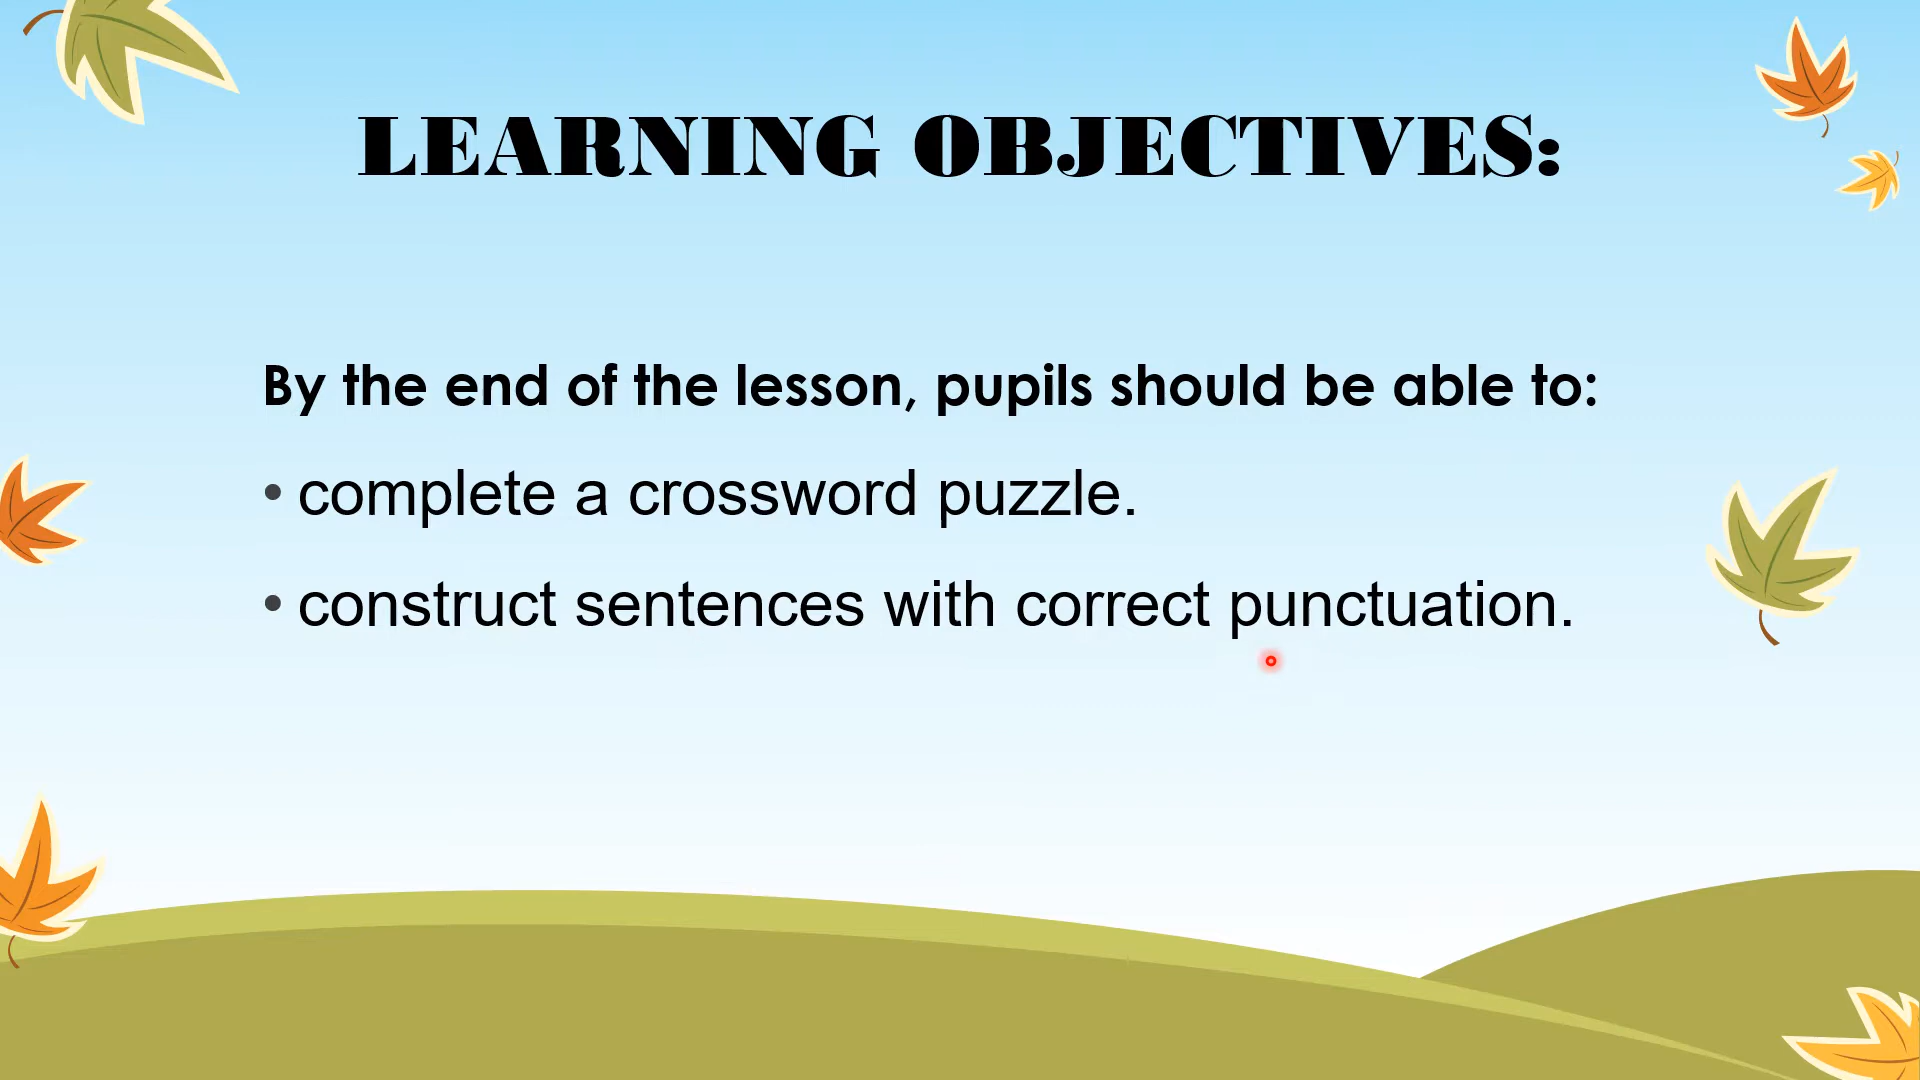 LEARNING OBJECTIVES:
By the end of the lesson, pupils should be able to:
• complete a crossword puzzle.
• construct sentences with correct punctuation.